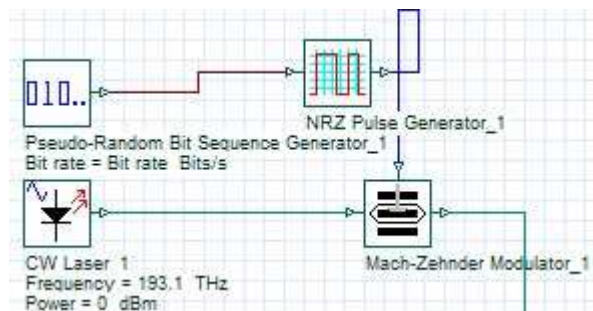 010..
NRZ Pulse Generator_1
Pseudo-Random Bit Sequence Generator_1
Bit rate = Bit rate Bits/s
CW Laser 1
Frequency = 193.1 THz
Power = 0 dBm
Mach-Zehnder Modulator_1